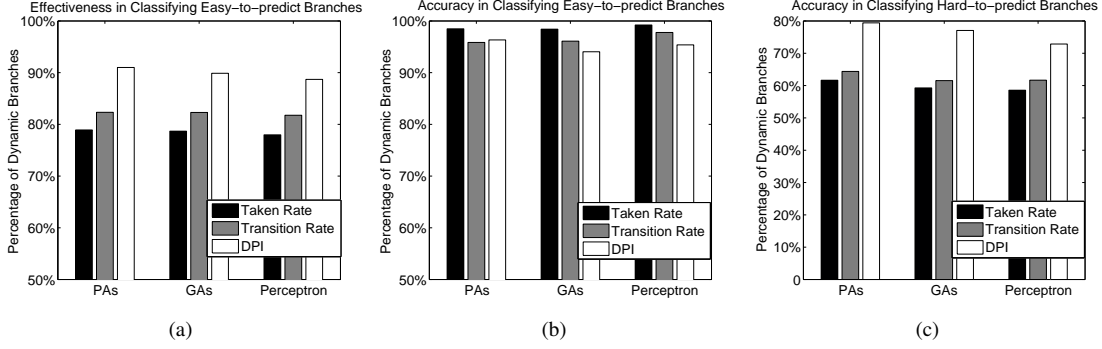 Effectiveness in Classifying Easy−to−predict Branches
100%
90%
80%
70%
60%
50%
Percentage of Dynamic Branches
Taken Rate
Transition Rate
DPI
PAs GAs Perceptron
(a)
Accuracy in Classifying Easy−to−predict Branches
100%
90%
80%
70%
60%
50%
Percentage of Dynamic Branches
Taken Rate
Transition Rate
DPI
PAs GAs Perceptron
(b)
Accuracy in Classifying Hard−to−predict Branches
80%
70%
60%
50%
40%
30%
20%
10%
0
Percentage of Dynamic Branches
Taken Rate
Transition Rate
DPI
PAs GAs Perceptron
(c)